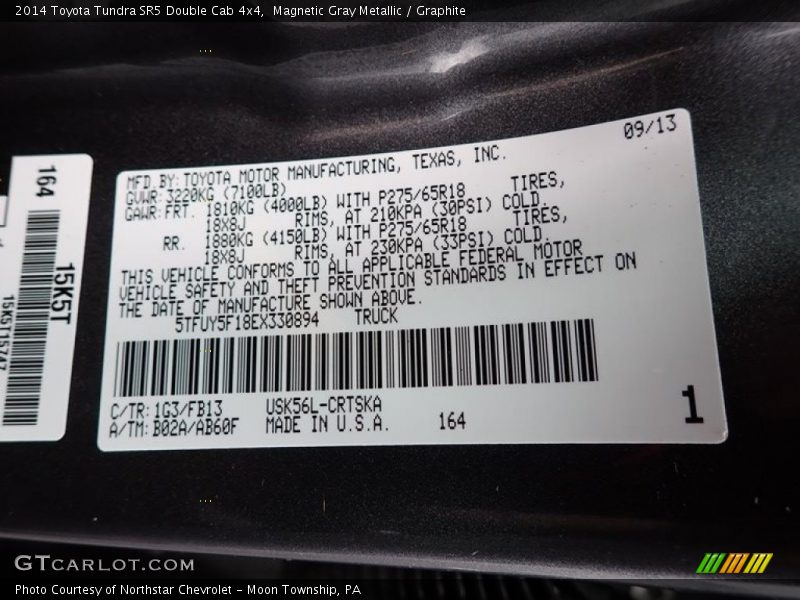 2014 Toyota Tundra SR5 Double Cab 4x4, Magnetic Gray Metallic / Graphite
09/13
MFD. BY: TOYOTA MOTOR MANUFACTURING, TEXAS, INC.
GVWR: 3220KG (7100LB)
GAWR: FRT. 1810KG (4000LB) WITH P275/65R18 TIRES,
18X8J RIMS, AT 210KPA (30PSI) COLD.
RR. 1880KG (4150LB) WITH P275/65R18 TIRES,
18X8J RIMS, AT 230KPA (33PSI) COLD.
THIS VEHICLE CONFORMS TO ALL APPLICABLE FEDERAL MOTOR
VEHICLE SAFETY AND THEFT PREVENTION STANDARDS IN EFFECT ON
THE DATE OF MANUFACTURE SHOWN ABOVE.
5TFUY5F18EX330894 TRUCK
C/TR: 1G3/FB13 USK56L-CRTSKA
A/TM: B02A/AB60F MADE IN U.S.A. 164
1
164
15K5T
15K5T15747
GTCARLOT.COM
Photo Courtesy of Northstar Chevrolet - Moon Township, PA